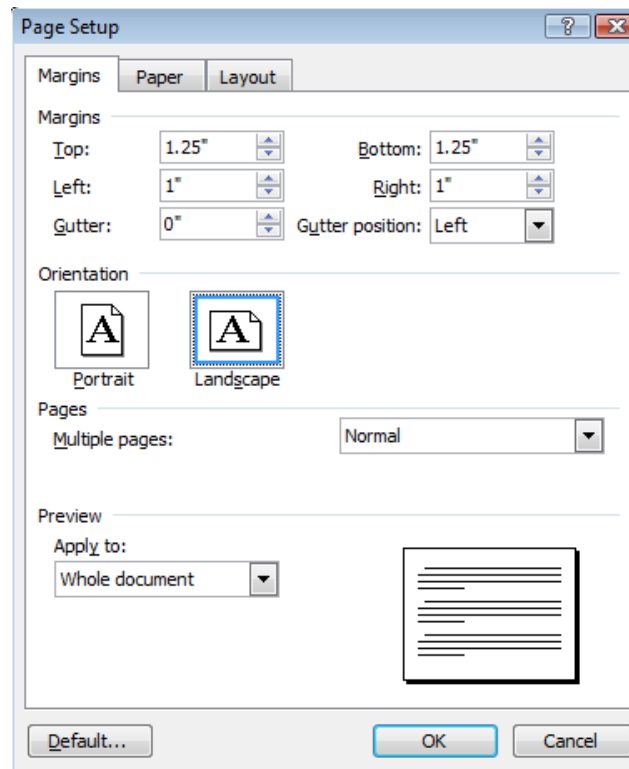 Page Setup
Margins Paper Layout
Margins
Top: 1.25" Bottom: 1.25"
Left: 1" Right: 1"
Gutter: 0" Gutter position: Left
Orientation
A A
Portrait Landscape
Pages
Multiple pages: Normal
Preview
Apply to:
Whole document
Default... OK Cancel